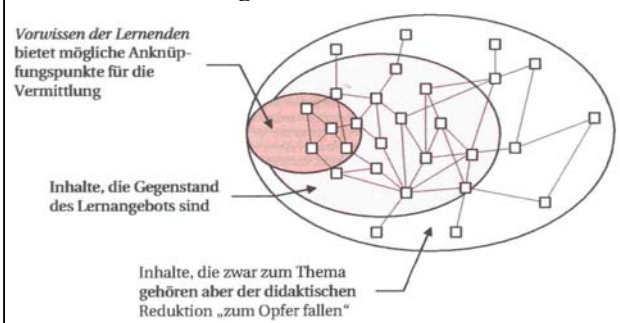 Vorwissen der Lernenden
bietet mögliche Anknüp-
fungspunkte für die
Vermittlung
Inhalte, die Gegenstand
des Lernangebots sind
Inhalte, die zwar zum Thema
gehören aber der didaktischen
Reduktion „zum Opfer fallen“